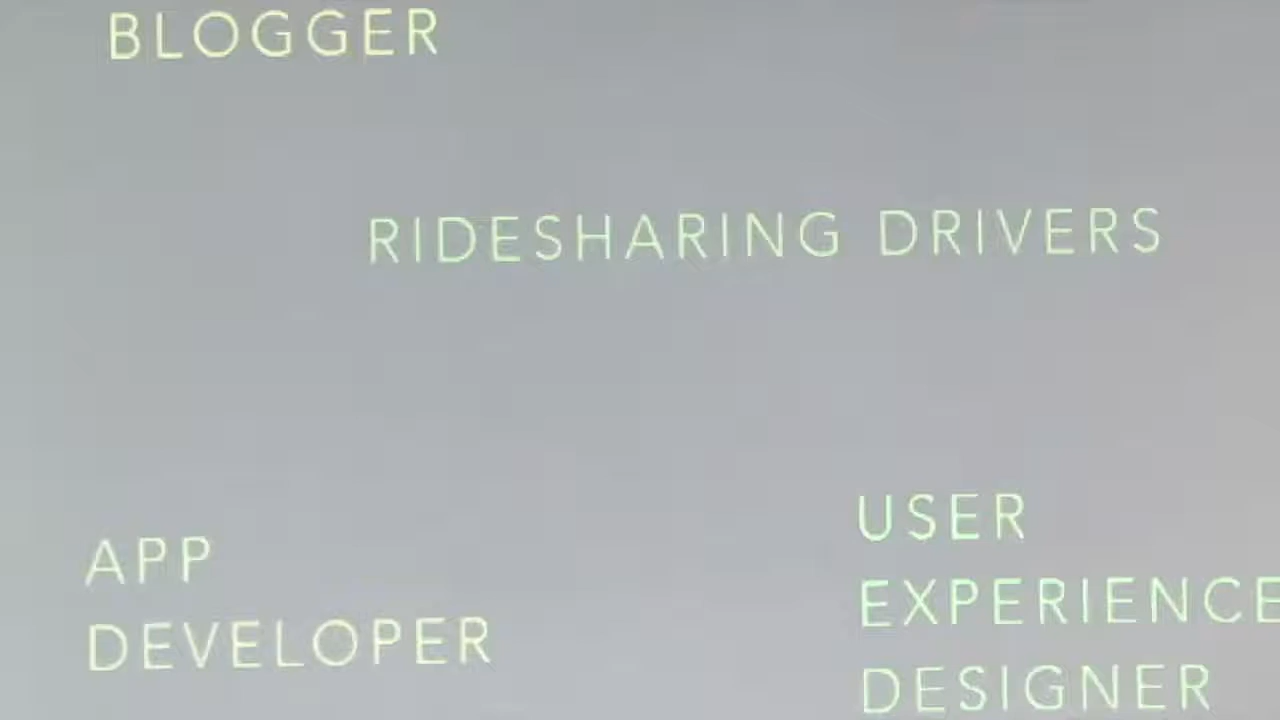 BLOGGER
RIDESHARING DRIVERS
APP
DEVELOPER
USER
EXPERIENCE
DESIGNER